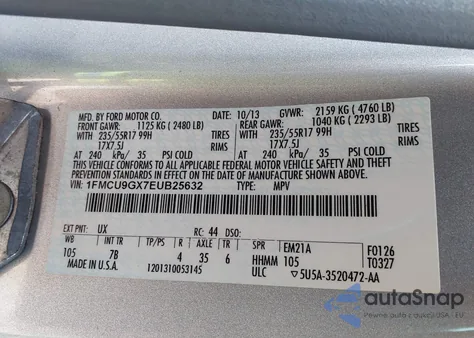 MFD. BY FORD MOTOR CO.
10/13 GVWR: 2159 KG ( 4760 LB)
FRONT GAWR: 1125 KG ( 2480 LB) REAR GAWR: 1040 KG ( 2293 LB)
WITH 235/55R17 99H TIRES WITH 235/55R17 99H TIRES
17X7.5J RIMS 17X7.5J RIMS
AT 240 kPa/ 35 PSI COLD AT 240 kPa/ 35 PSI COLD
THIS VEHICLE CONFORMS TO ALL APPLICABLE FEDERAL MOTOR VEHICLE SAFETY AND
THEFT PREVENTION STANDARDS IN EFFECT ON THE DATE OF MANUFACTURE SHOWN ABOVE.
VIN: 1FMCU9GX7EUB25632 TYPE: MPV
EXT PNT: UX RC: 44 DSO:
WB INT TR TP/PS R AXLE TR SPR EM21A F0126
105 7B 4 35 6 HHMM 105 T0327
MADE IN U.S.A. 1201310053145 ULC 5U5A-3520472-AA
autoSnap
Pewne auto z USA i EU